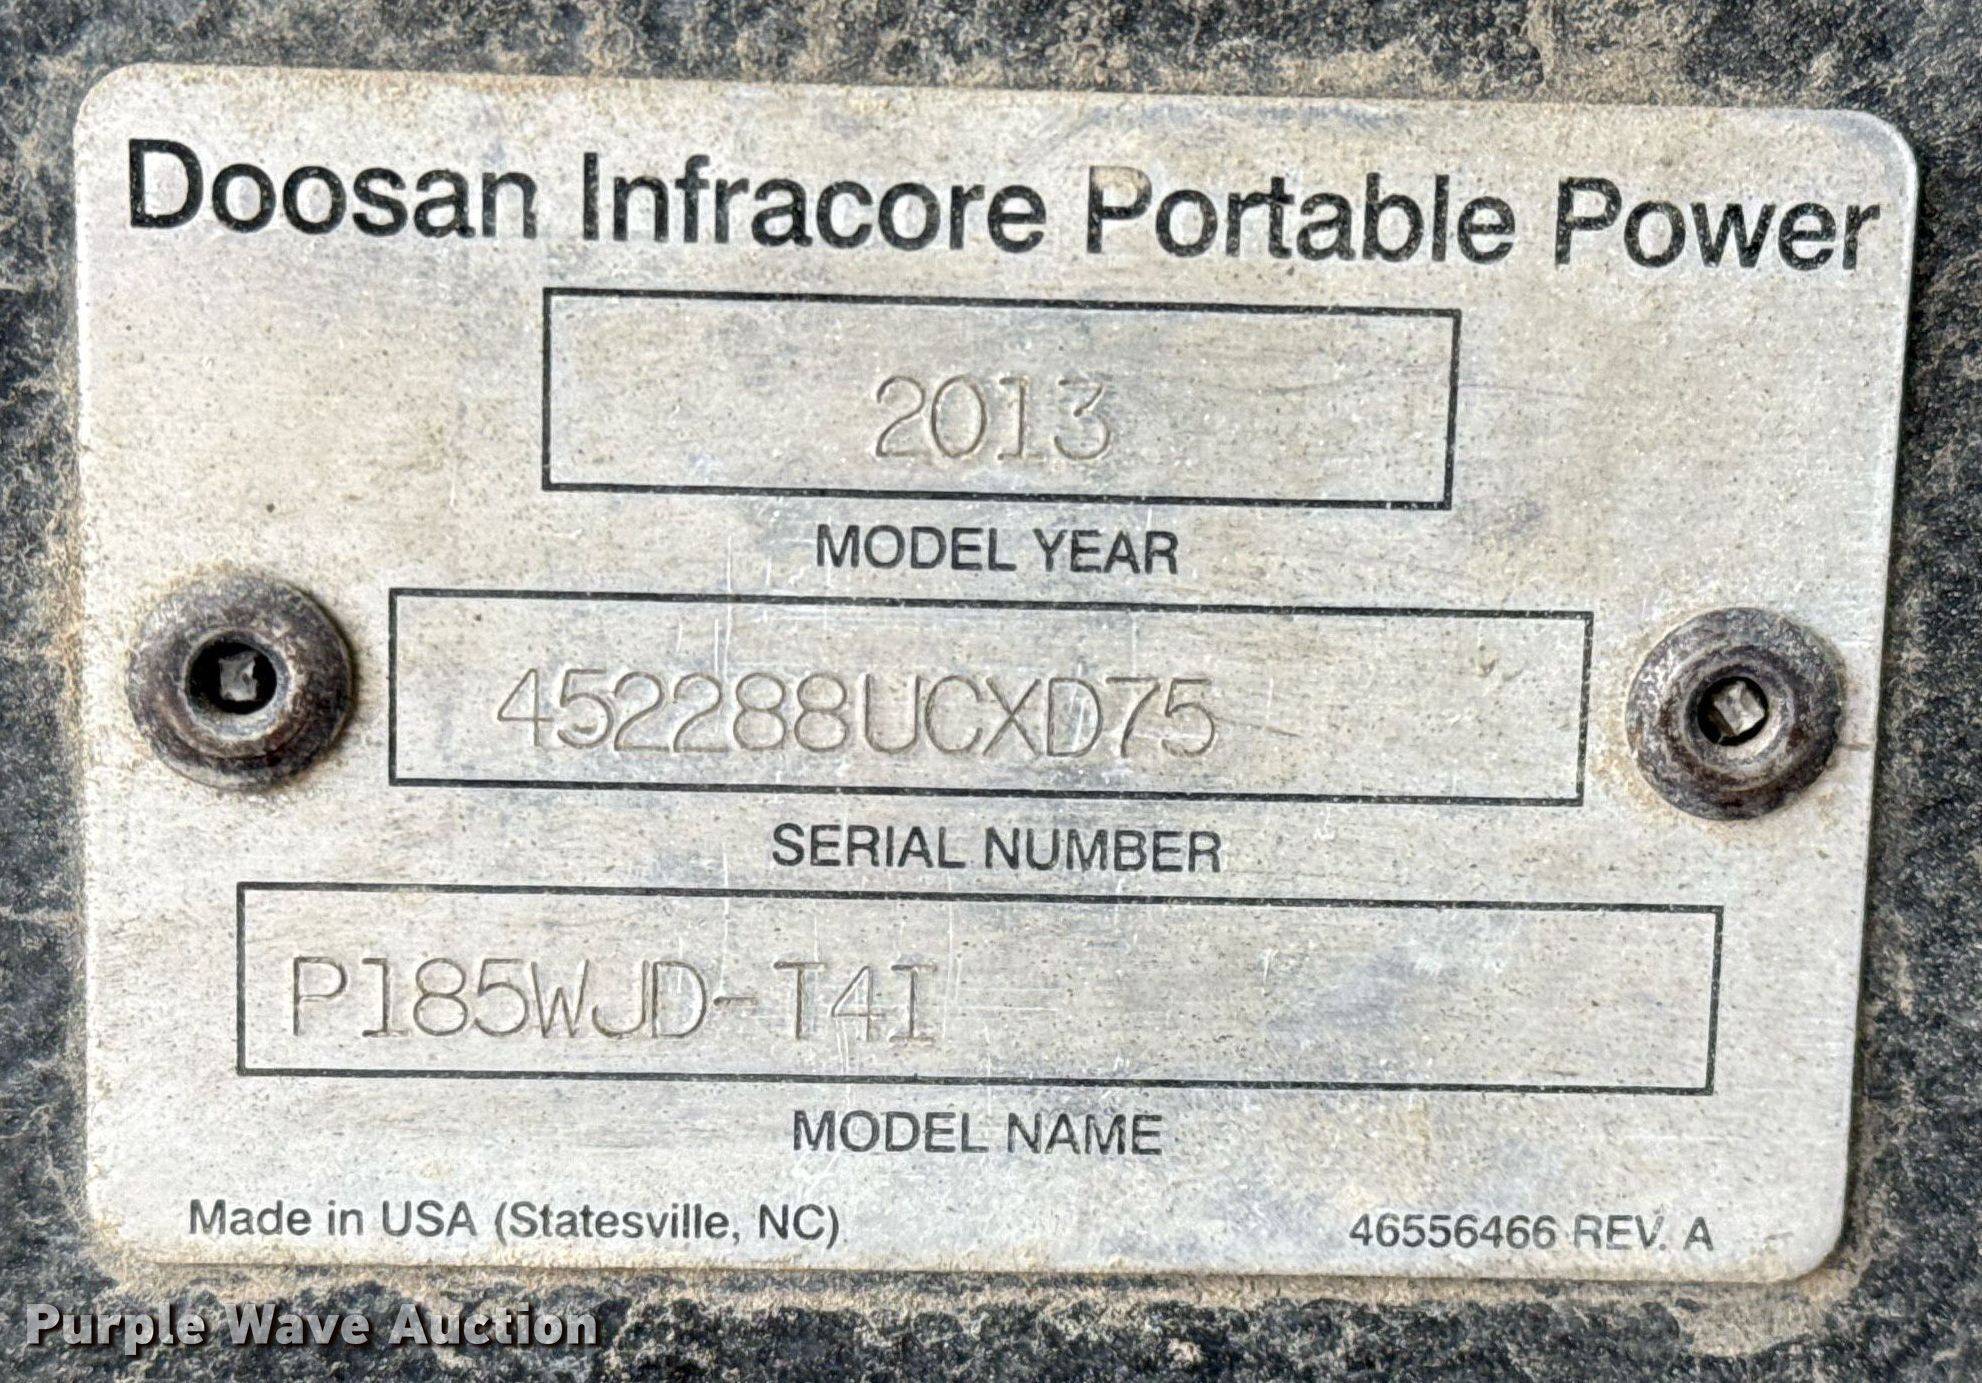 Doosan Infracore Portable Power
2013
MODEL YEAR
452288UCXD75
SERIAL NUMBER
P185WJD-T4I
MODEL NAME
Made in USA (Statesville, NC)
46556466 REV. A
Purple Wave Auction